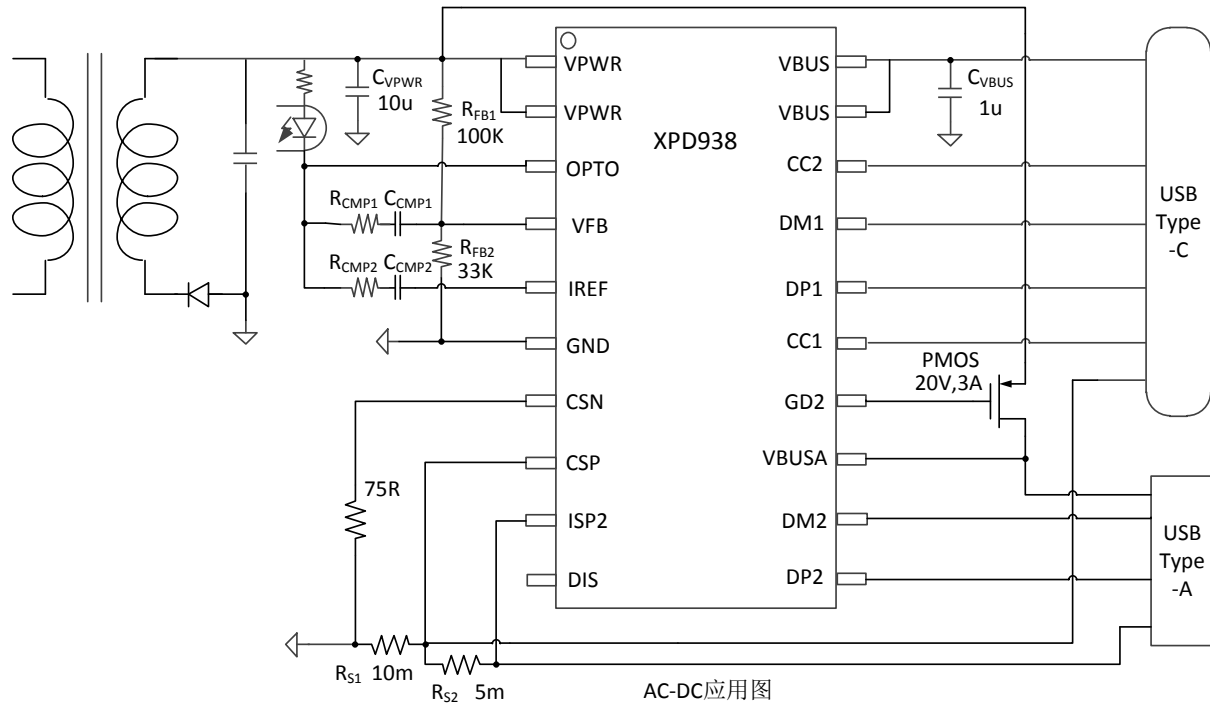 VPWR
VPWR
OPTO
VFB
IREF
GND
CSN
CSP
ISP2
DIS
XPD938
VBUS
VBUS
CC2
DM1
DP1
CC1
GD2
VBUSA
DM2
DP2
CVPWR
10u
RFB1
100K
RCMP1 CCMP1
RFB2
33K
RCMP2 CCMP2
75R
RS1 10m
RS2 5m
CVBUS
1u
PMOS
20V,3A
USB
Type
-C
USB
Type
-A
AC-DC应用图